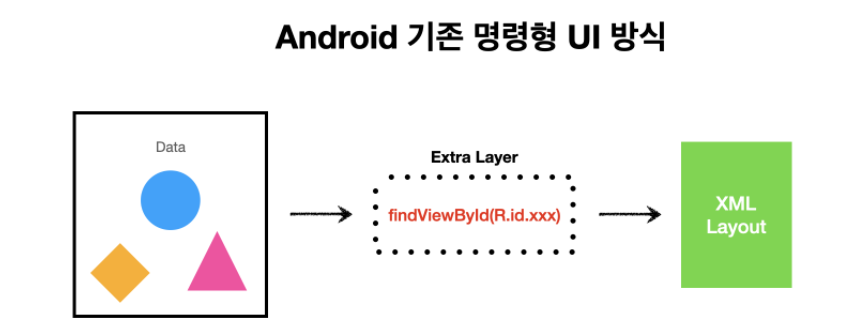 Android 기존 명령형 UI 방식
Data
Extra Layer
findViewById(R.id.xxx)
XML
Layout